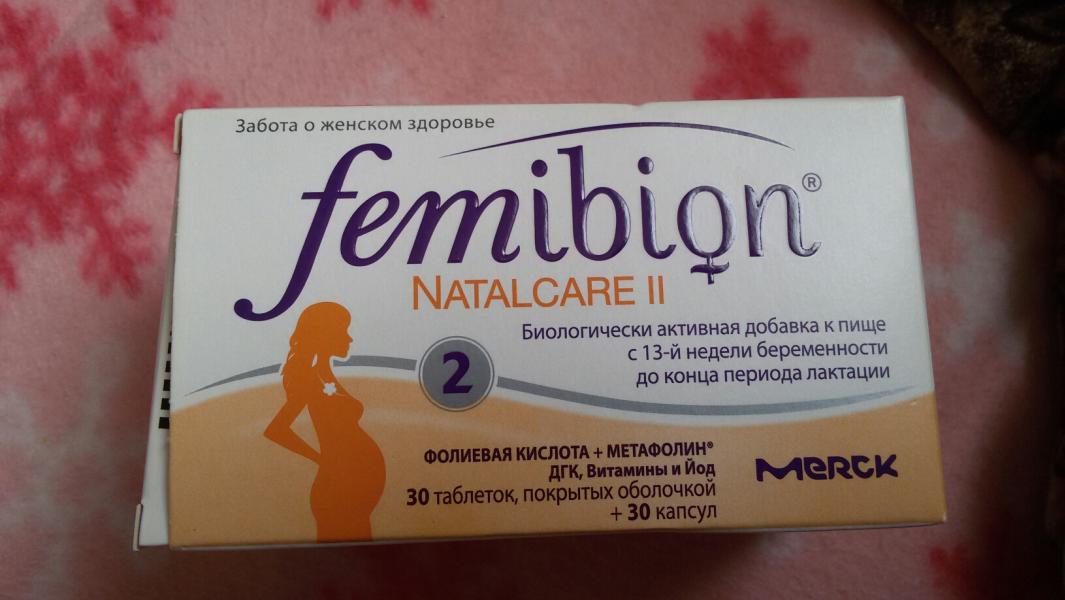 Забота о женском здоровье
femibion®
NATALCARE II
2
Биологически активная добавка к пище
с 13-й недели беременности
до конца периода лактации
ФОЛИЕВАЯ КИСЛОТА + МЕТАФОЛИН®
ДГК, Витамины и Йод
30 таблеток, покрытых оболочкой
+ 30 капсул
MERCK